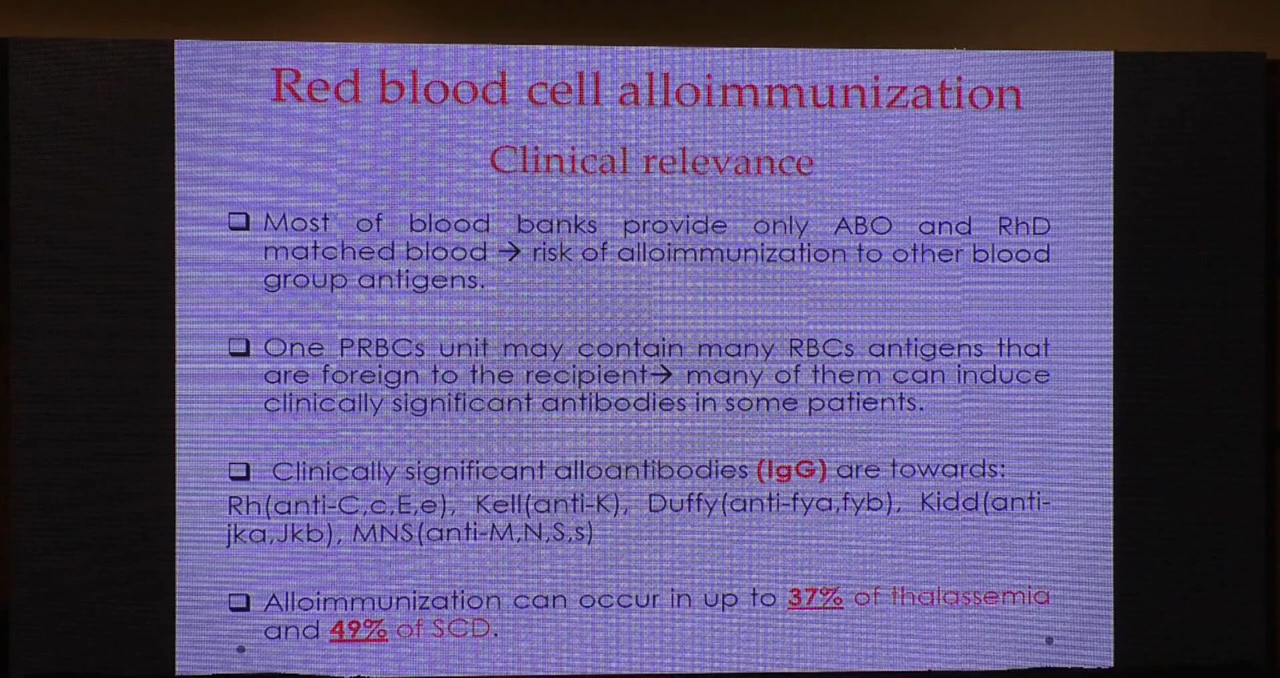 Red blood cell alloimmunization
Clinical relevance
❑ Most of blood banks provide only ABO and RhD
matched blood → risk of alloimmunization to other blood
group antigens.
❑ One PRBCs unit may contain many RBCs antigens that
are foreign to the recipient→ many of them can induce
clinically significant antibodies in some patients.
❑ Clinically significant alloantibodies (IgG) are towards:
Rh(anti-C,c,E,e), Kell(anti-K), Duffy(anti-fya,fyb), Kidd(anti-
jka,Jkb), MNS(anti-M,N,S,s)
❑ Alloimmunization can occur in up to 37% of thalassemia
and 49% of SCD.